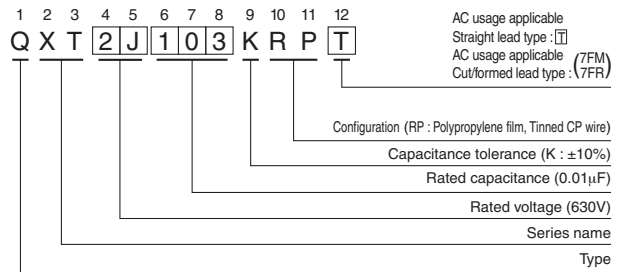 1 2 3 4 5 6 7 8 9 10 11 12
Q X T 2 J 1 0 3 K R P T
AC usage applicable
Straight lead type : T
AC usage applicable (7FM
Cut/formed lead type : 7FR)
Configuration (RP : Polypropylene film, Tinned CP wire)
Capacitance tolerance (K : ±10%)
Rated capacitance (0.01μF)
Rated voltage (630V)
Series name
Type